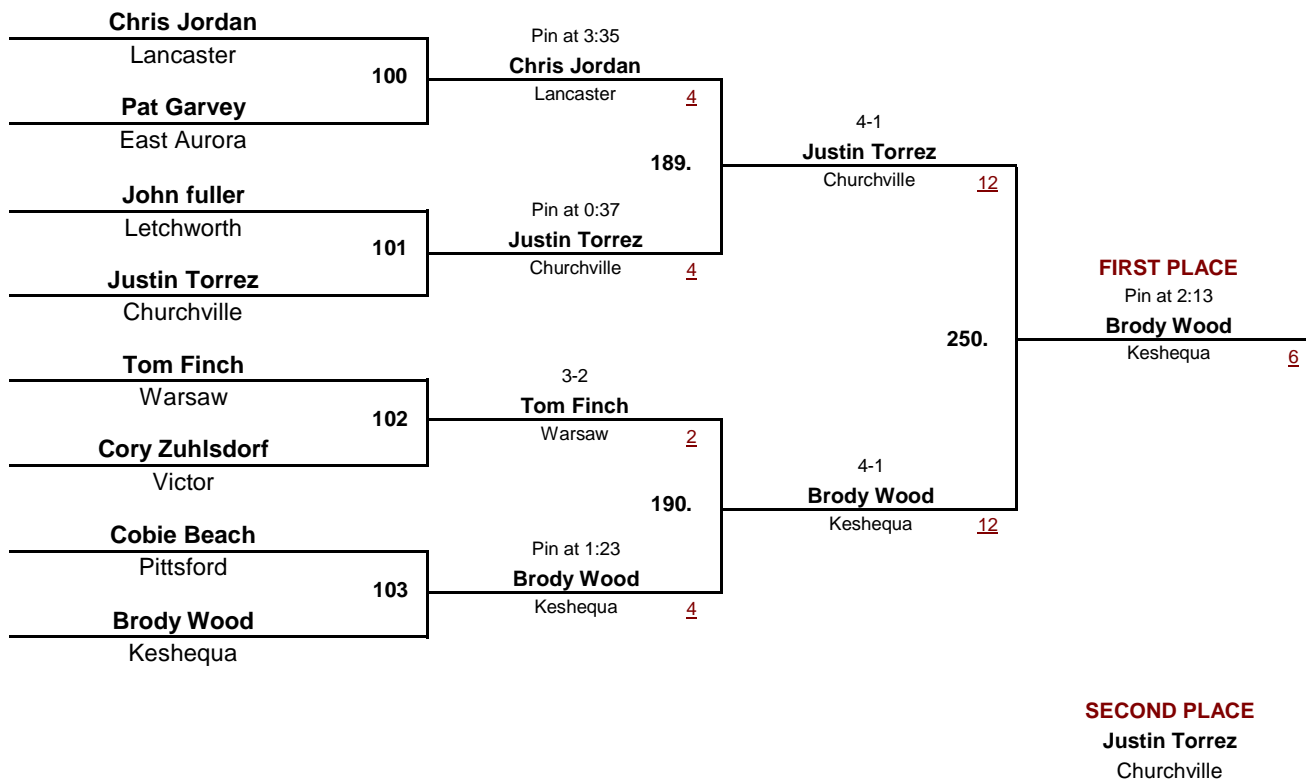 Chris Jordan
Lancaster
100
Pat Garvey
East Aurora
John fuller
Letchworth
101
Justin Torrez
Churchville
Tom Finch
Warsaw
102
Cory Zuhlsdorf
Victor
Cobie Beach
Pittsford
103
Brody Wood
Keshequa
Pin at 3:35
Chris Jordan
Lancaster 4
189.
Pin at 0:37
Justin Torrez
Churchville 4
3-2
Tom Finch
Warsaw 2
190.
Pin at 1:23
Brody Wood
Keshequa 4
4-1
Justin Torrez
Churchville 12
250.
4-1
Brody Wood
Keshequa 12
FIRST PLACE
Pin at 2:13
Brody Wood
Keshequa 6
SECOND PLACE
Justin Torrez
Churchville